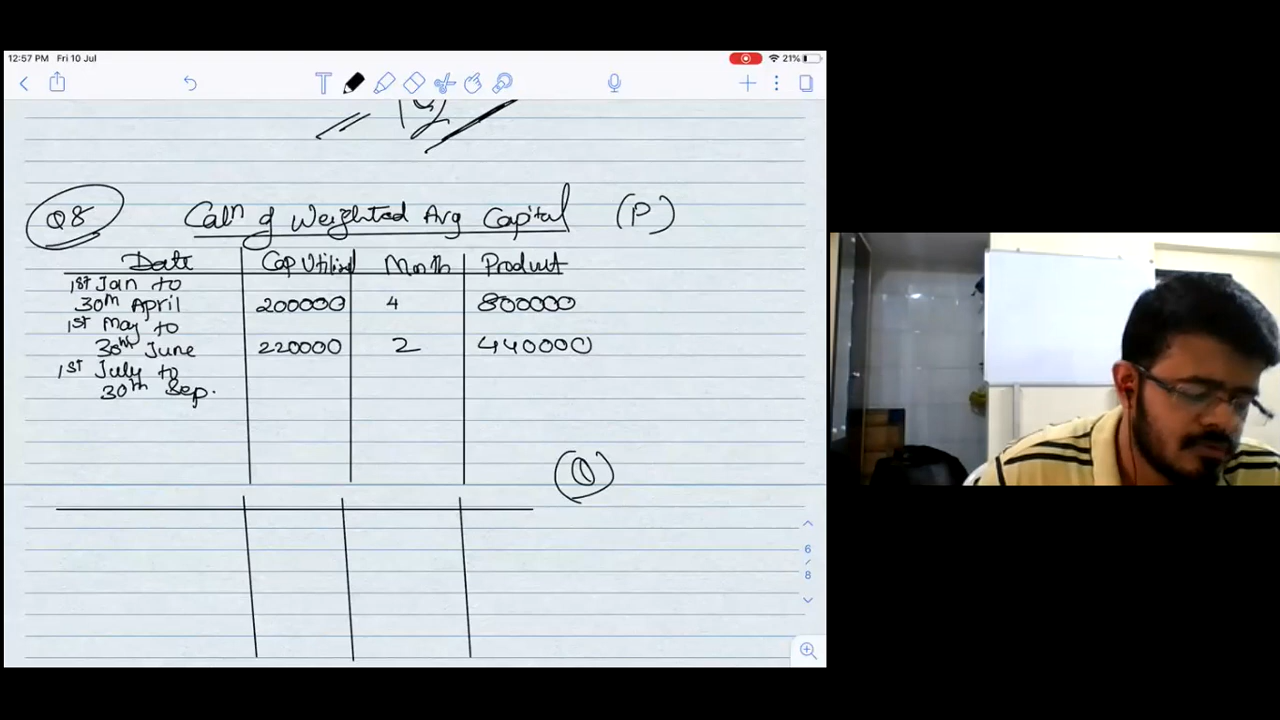 12:57 PM Fri 10 Jul
21%
T
Q8 Calⁿ of Weighted Avg Capital (P)
Date Cap Utilised Month Product
1st Jan to
30th April 200000 4 800000
1st May to
30th June 220000 2 440000
1st July to
30th Sep.
(Q)
6
/
8